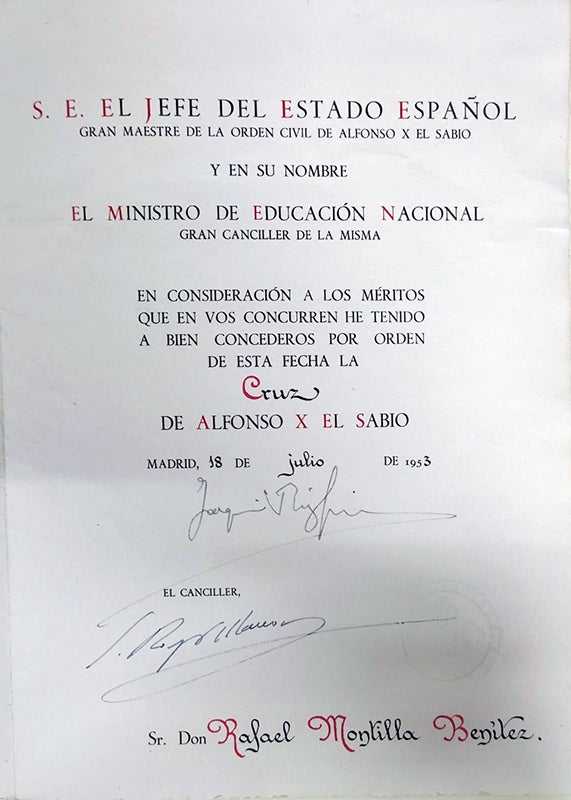 S. E. EL JEFE DEL ESTADO ESPAÑOL
GRAN MAESTRE DE LA ORDEN CIVIL DE ALFONSO X EL SABIO
Y EN SU NOMBRE
EL MINISTRO DE EDUCACIÓN NACIONAL
GRAN CANCILLER DE LA MISMA
EN CONSIDERACIÓN A LOS MÉRITOS
QUE EN VOS CONCURREN HE TENIDO
A BIEN CONCEDEROS POR ORDEN
DE ESTA FECHA LA
Cruz
DE ALFONSO X EL SABIO
MADRID, 18 DE julio DE 1953
EL CANCILLER,
Sr. Don Rafael Montilla Benitez.